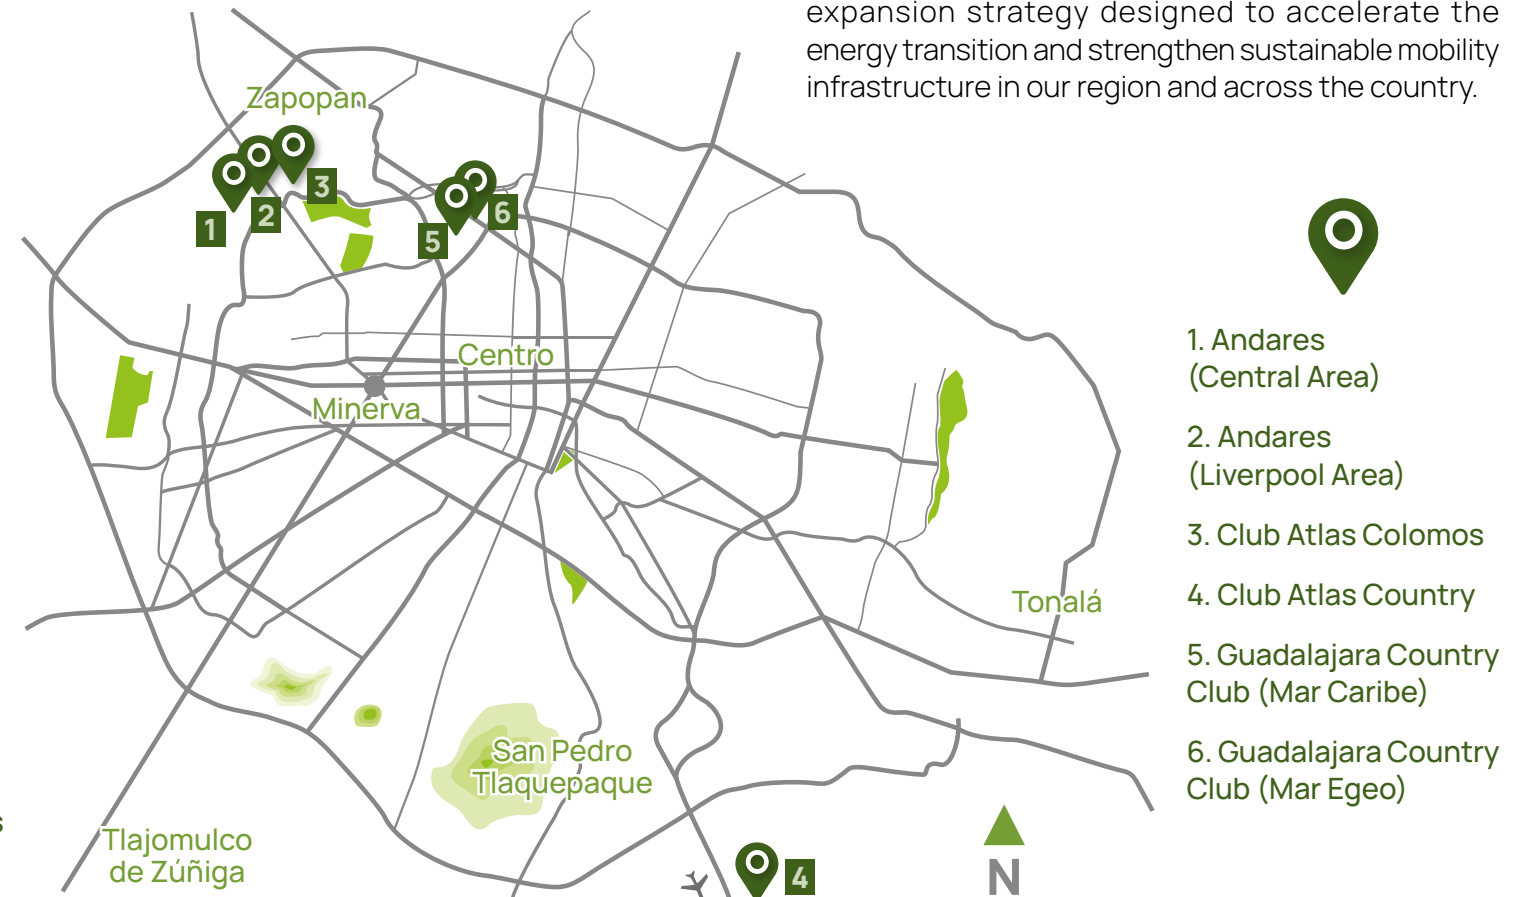 expansion strategy designed to accelerate the
energy transition and strengthen sustainable mobility
infrastructure in our region and across the country.
Zapopan
3
2
1
6
5
Centro
Minerva
Tonalá
San Pedro
Tlaquepaque
Tlajomulco
de Zúñiga
4
N
1. Andares
(Central Area)
2. Andares
(Liverpool Area)
3. Club Atlas Colomos
4. Club Atlas Country
5. Guadalajara Country
Club (Mar Caribe)
6. Guadalajara Country
Club (Mar Egeo)